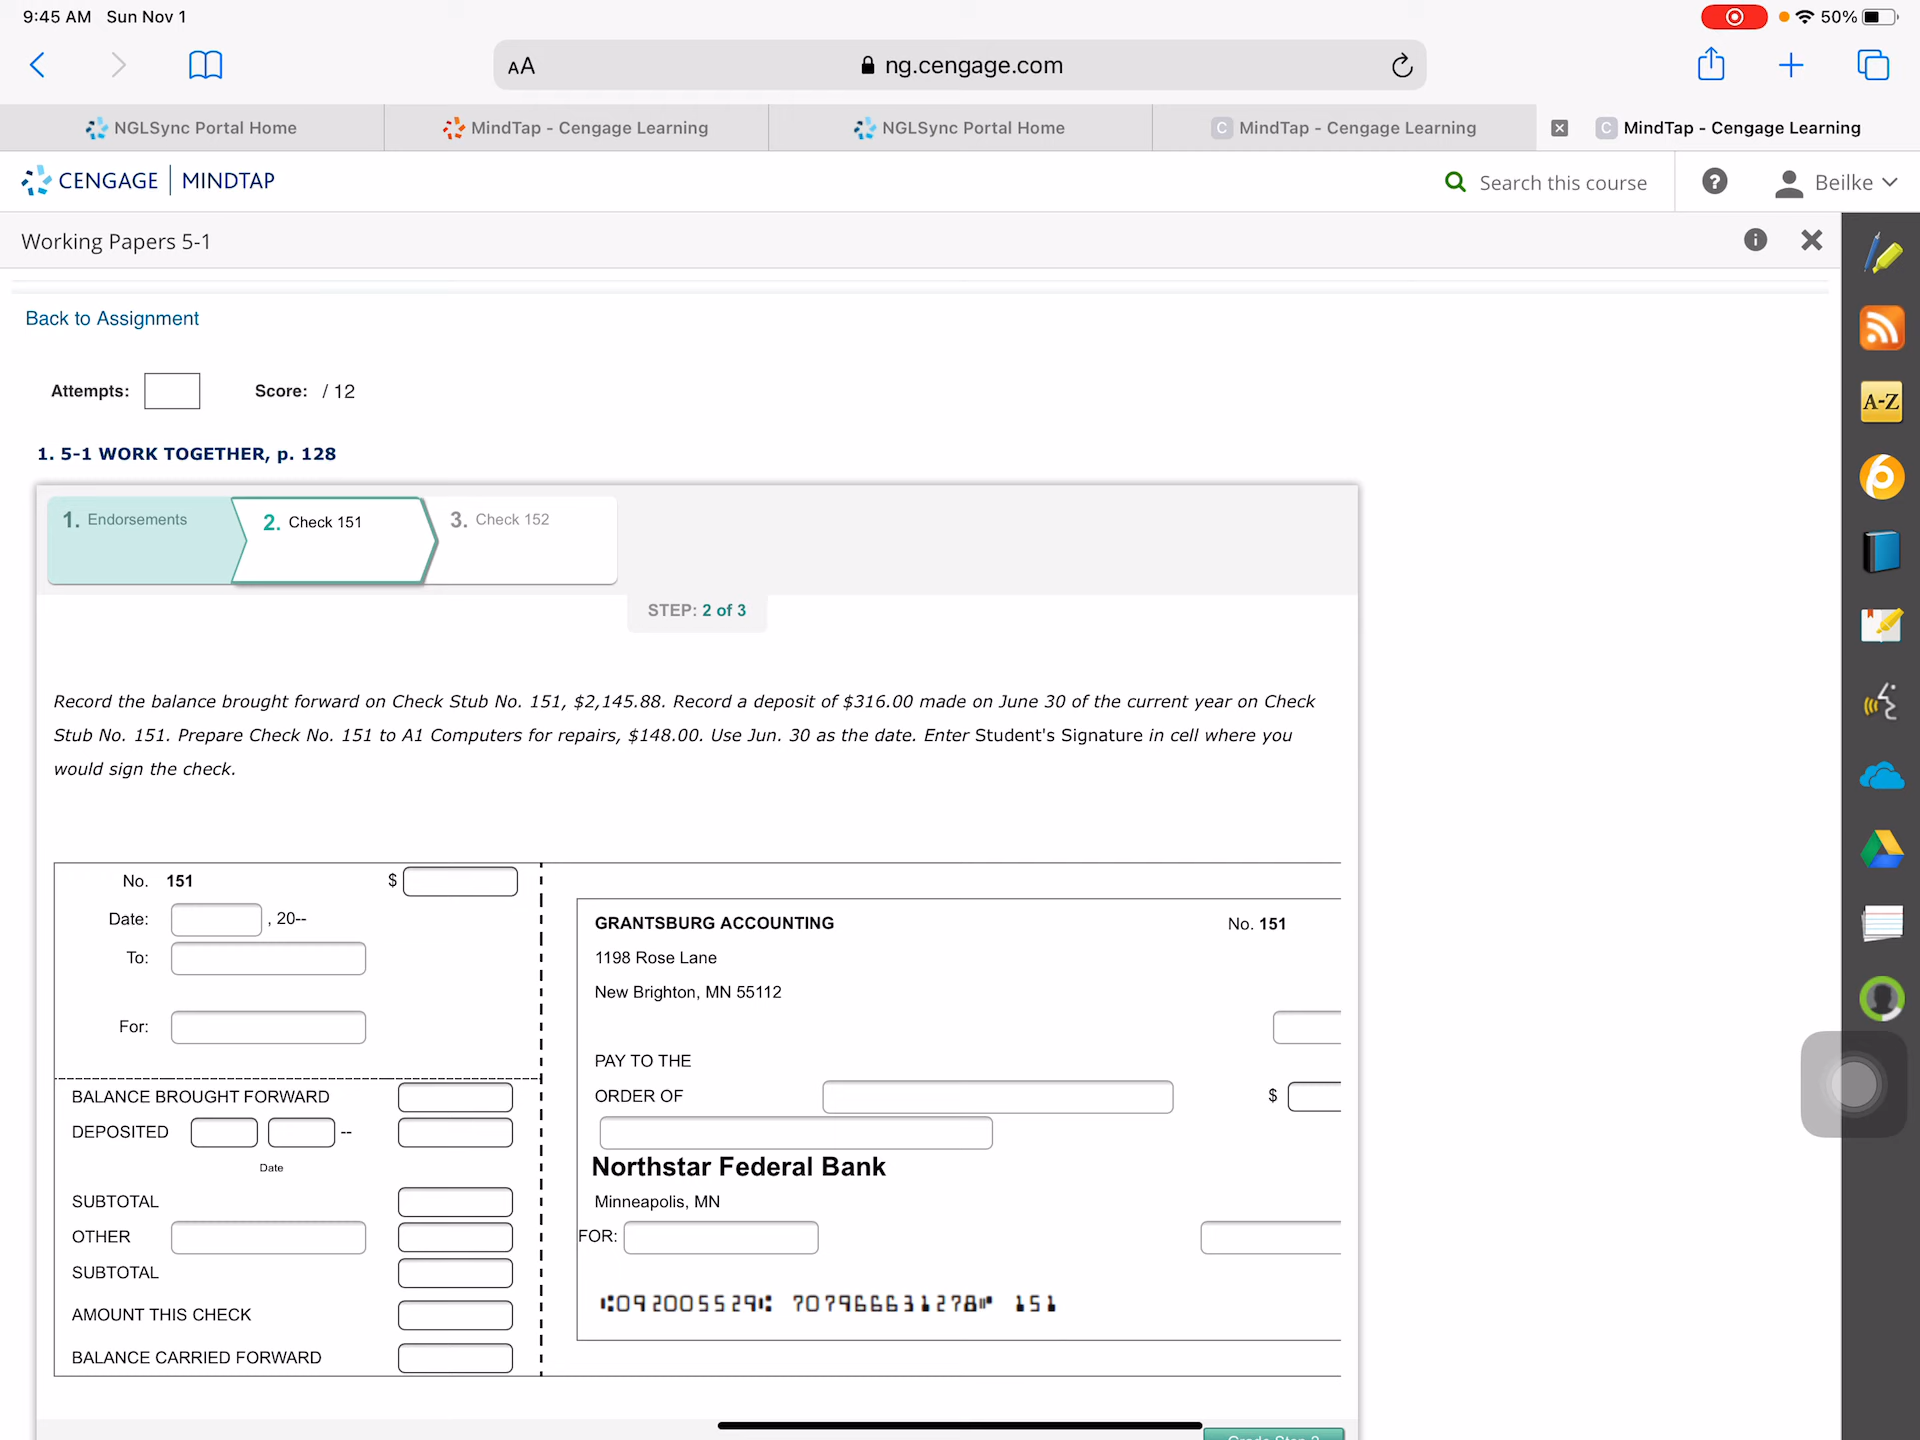 9:45 AM Sun Nov 1
50%
AA
ng.cengage.com
NGLSync Portal Home
MindTap - Cengage Learning
NGLSync Portal Home
C MindTap - Cengage Learning
C MindTap - Cengage Learning
CENGAGE MINDTAP
Search this course
Beilke
Working Papers 5-1
A-Z
Back to Assignment
Attempts:
Score: / 12
1. 5-1 WORK TOGETHER, p. 128
1. Endorsements
2. Check 151
3. Check 152
STEP: 2 of 3
Record the balance brought forward on Check Stub No. 151, $2,145.88. Record a deposit of $316.00 made on June 30 of the current year on Check
Stub No. 151. Prepare Check No. 151 to A1 Computers for repairs, $148.00. Use Jun. 30 as the date. Enter Student's Signature in cell where you
would sign the check.
No. 151 $
Date: , 20--
To:
For:
BALANCE BROUGHT FORWARD
DEPOSITED --
Date
SUBTOTAL
OTHER
SUBTOTAL
AMOUNT THIS CHECK
BALANCE CARRIED FORWARD
GRANTSBURG ACCOUNTING
No. 151
1198 Rose Lane
New Brighton, MN 55112
PAY TO THE
ORDER OF
$
Northstar Federal Bank
Minneapolis, MN
FOR:
⑆092005529⑆ 707966631278⑈ 151